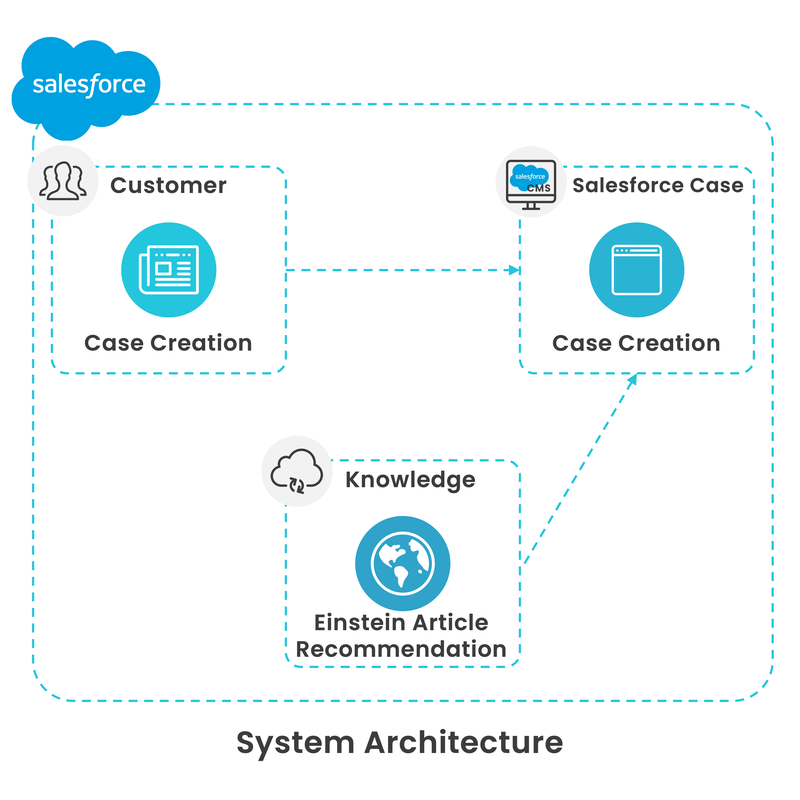 salesforce
Customer
Case Creation
salesforce
CMS
Salesforce Case
Case Creation
Knowledge
Einstein Article
Recommendation
System Architecture